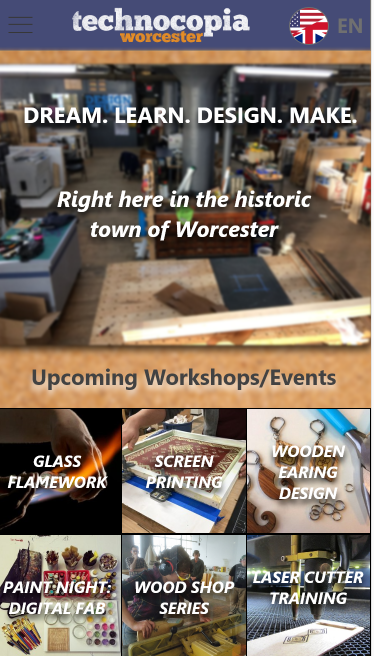 technocopia
worcester
EN
DREAM. LEARN. DESIGN. MAKE.
Right here in the historic
town of Worcester
Upcoming Workshops/Events
GLASS
FLAMEWORK
SCREEN
PRINTING
WOODEN
EARING
DESIGN
PAINT NIGHT:
DIGITAL FAB
WOOD SHOP
SERIES
LASER CUTTER
TRAINING